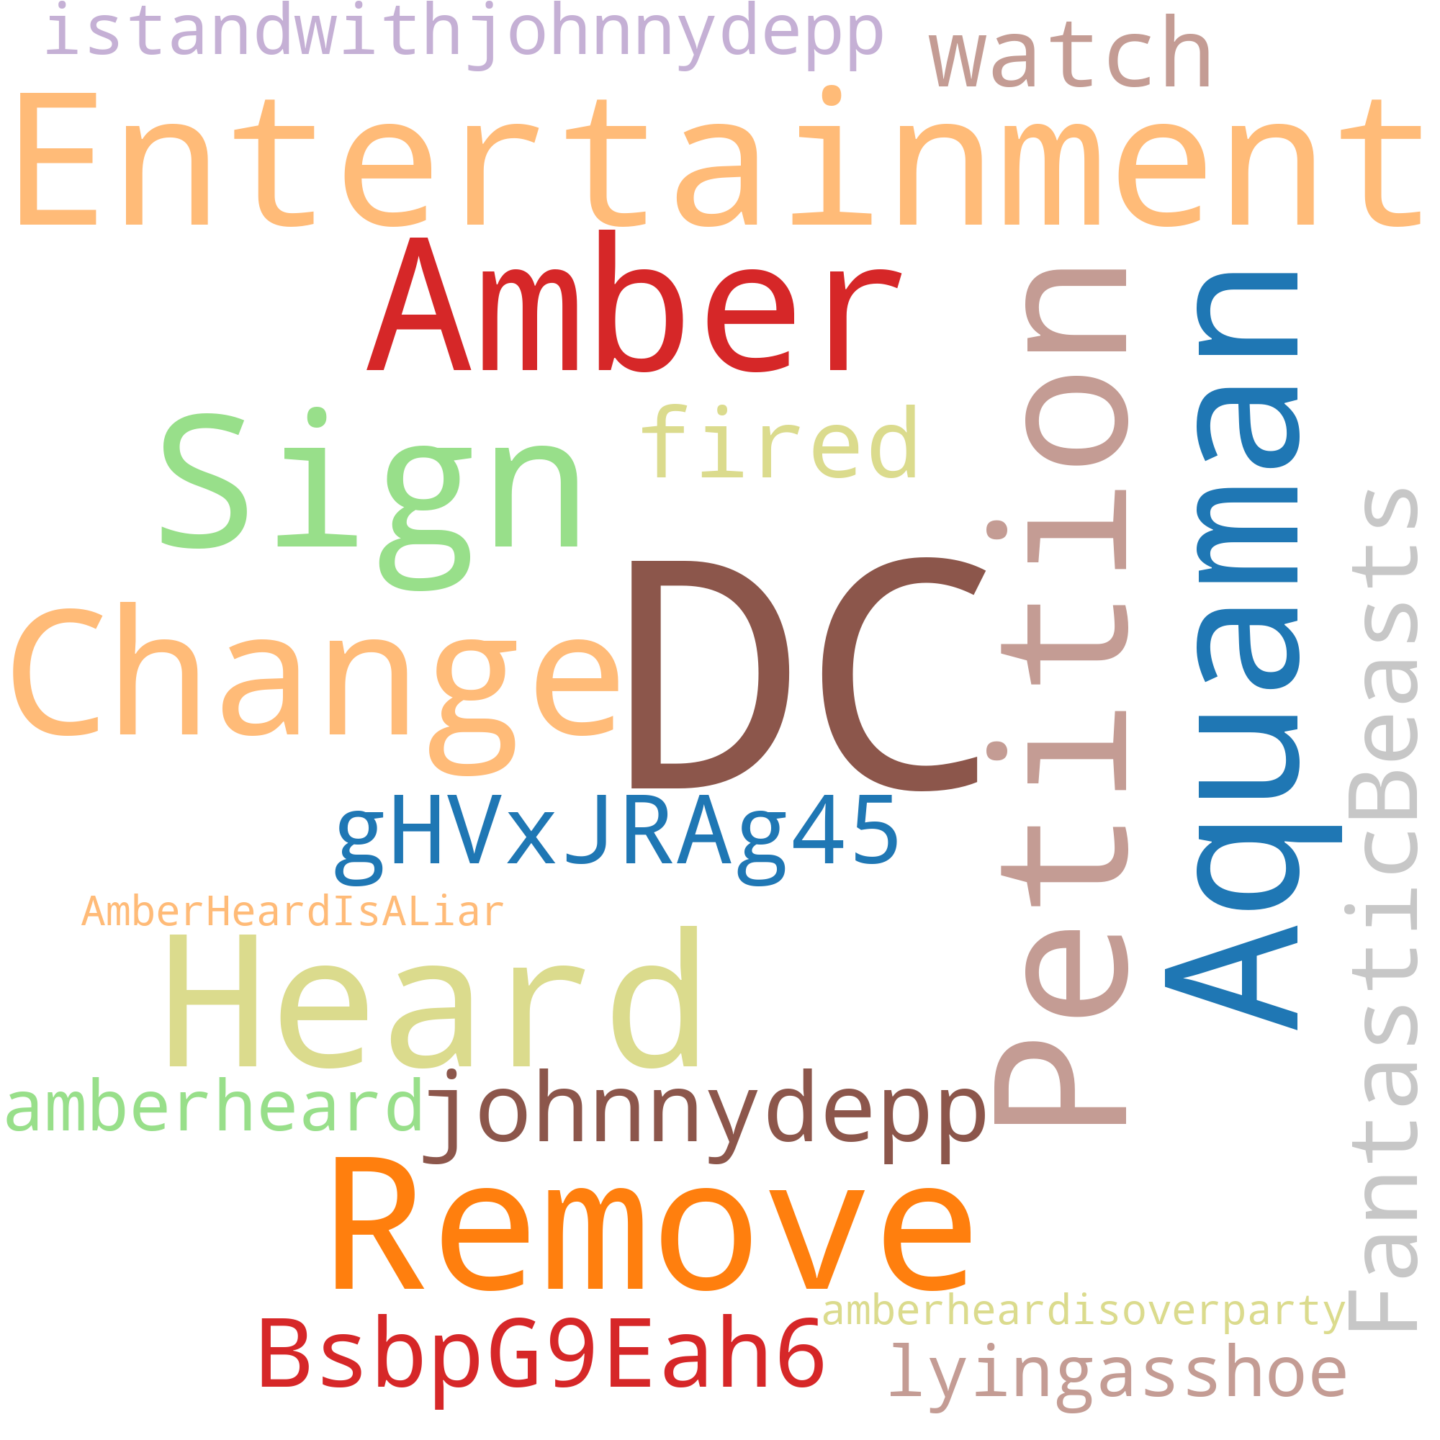 istandwithjohnnydepp
watch
Entertainment
Amber
Petition
Aquaman
Sign
fired
FantasticBeasts
DC
Change
gHVxJRAg45
AmberHeardIsALiar
Heard
amberheard
johnnydepp
Remove
amberheardisoverparty
BsbpG9Eah6
lyingasshoe